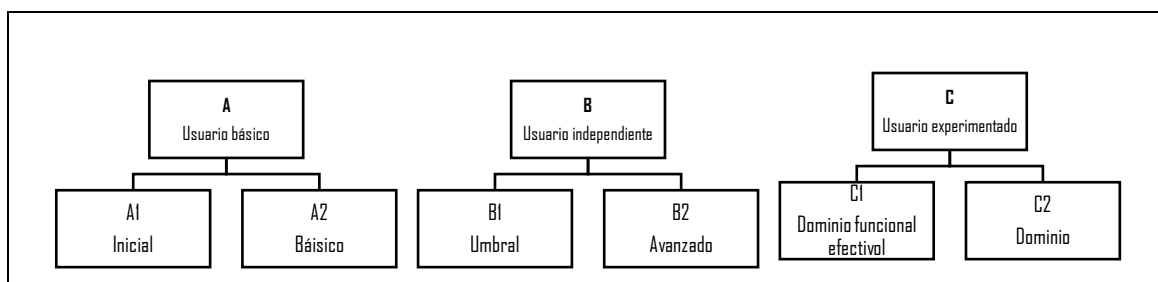 A
Usuario básico
A1
Inicial
A2
Báisico
B
Usuario independiente
B1
Umbral
B2
Avanzado
C
Usuario experimentado
C1
Dominio funcional
efectivol
C2
Dominio